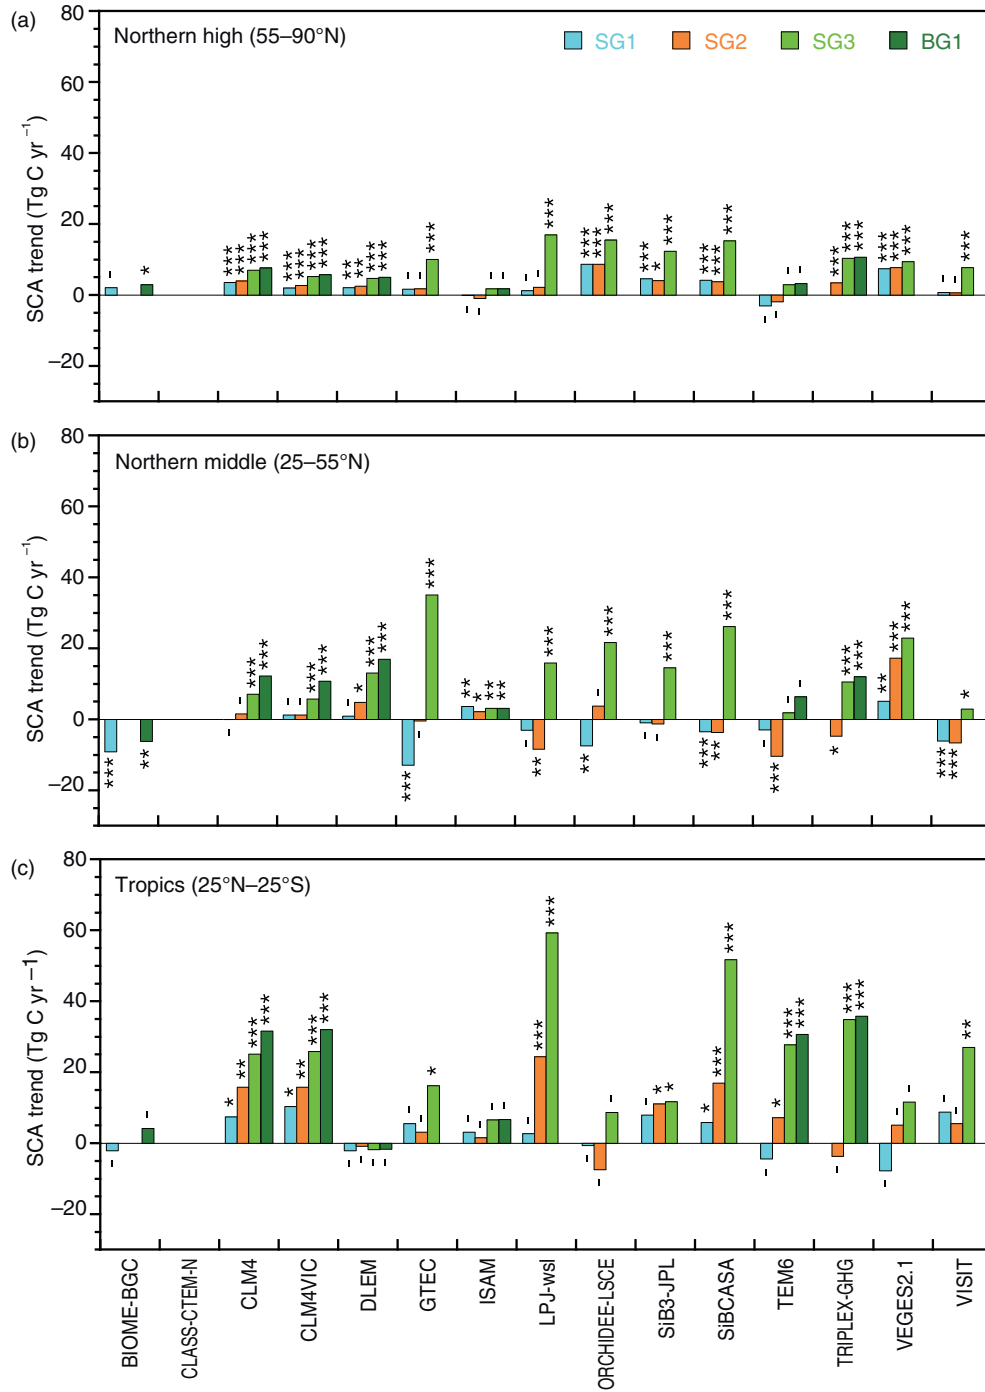 (a)
Northern high (55–90°N)
SG1 SG2 SG3 BG1
80
60
40
20
0
–20
SCA trend (Tg C yr⁻¹)
(b)
Northern middle (25–55°N)
80
60
40
20
0
–20
SCA trend (Tg C yr⁻¹)
(c)
Tropics (25°N–25°S)
80
60
40
20
0
–20
SCA trend (Tg C yr–1)
BIOME-BGC
CLASS-CTEM-N
CLM4
CLM4VIC
DLEM
GTEC
ISAM
LPJ-wsl
ORCHIDEE-LSCE
SiB3-JPL
SiBCASA
TEM6
TRIPLEX-GHG
VEGES2.1
VISIT